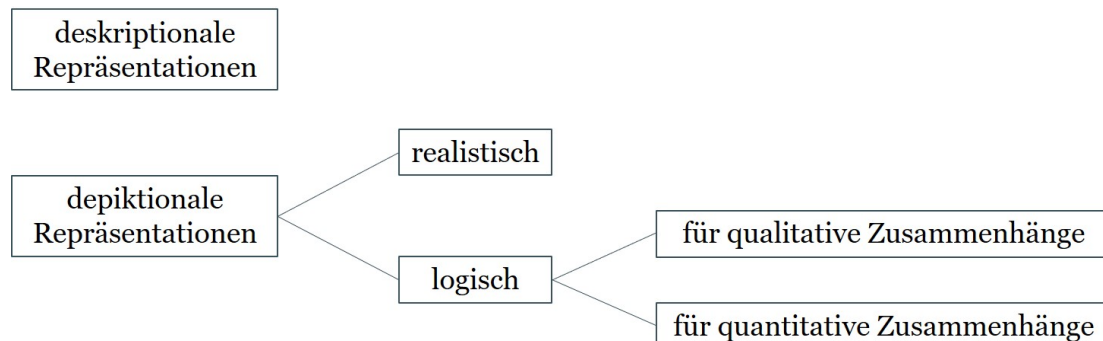 deskriptionale
Repräsentationen
realistisch
depiktionale
Repräsentationen
logisch
für qualitative Zusammenhänge
für quantitative Zusammenhänge